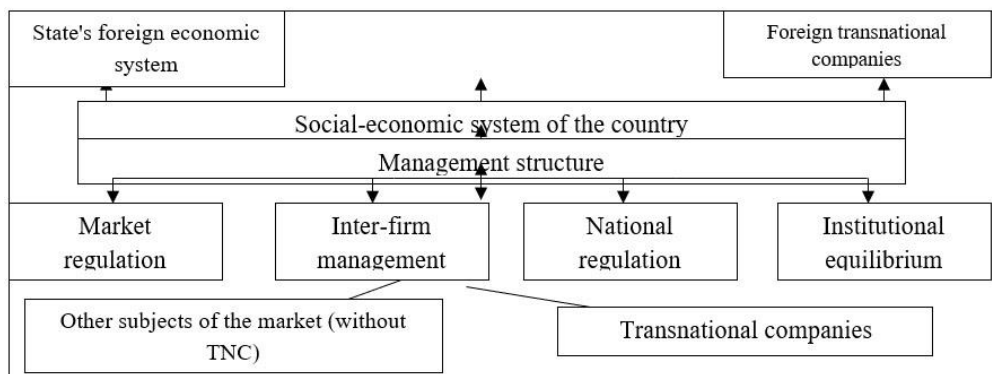 State's foreign economic
system
Foreign transnational
companies
Social-economic system of the country
Management structure
Market
regulation
Inter-firm
management
National
regulation
Institutional
equilibrium
Other subjects of the market (without
TNC)
Transnational companies